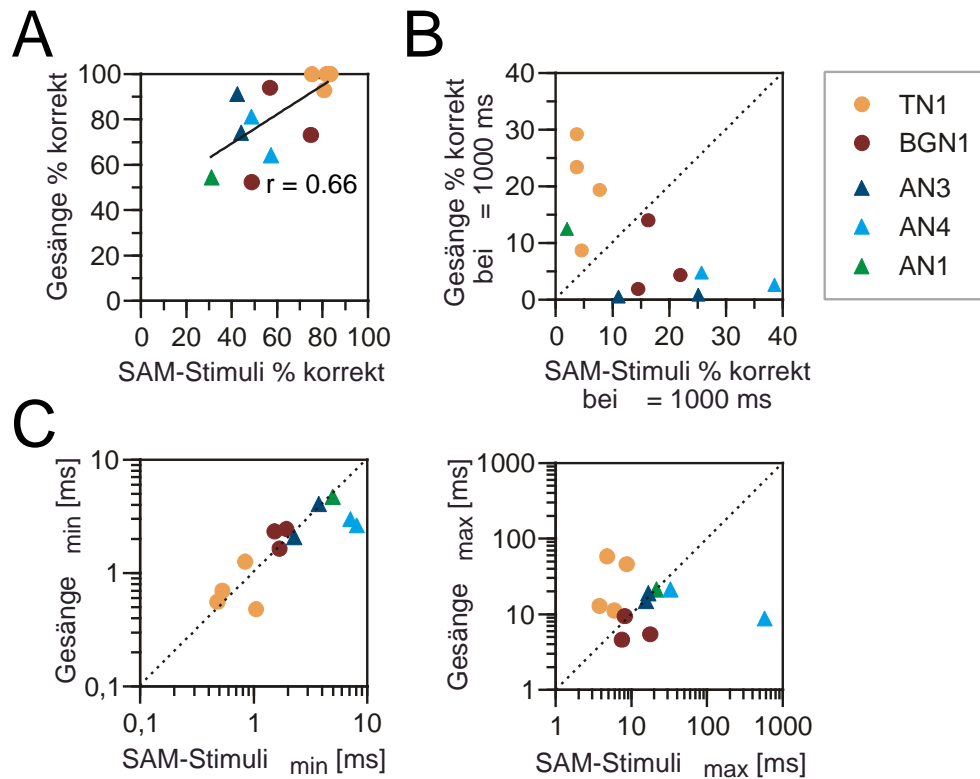 A
Gesänge % korrekt
100
80
60
40
20
0
r = 0.66
0 20 40 60 80 100
SAM-Stimuli % korrekt
B
Gesänge % korrekt
bei = 1000 ms
40
30
20
10
0
0 10 20 30 40
SAM-Stimuli % korrekt
bei = 1000 ms
TN1
BGN1
AN3
AN4
AN1
C
Gesänge min [ms]
10
1
0,1
0,1 1 10
SAM-Stimuli min [ms]
Gesänge max [ms]
1000
100
10
1
1 10 100 1000
SAM-Stimuli max [ms]